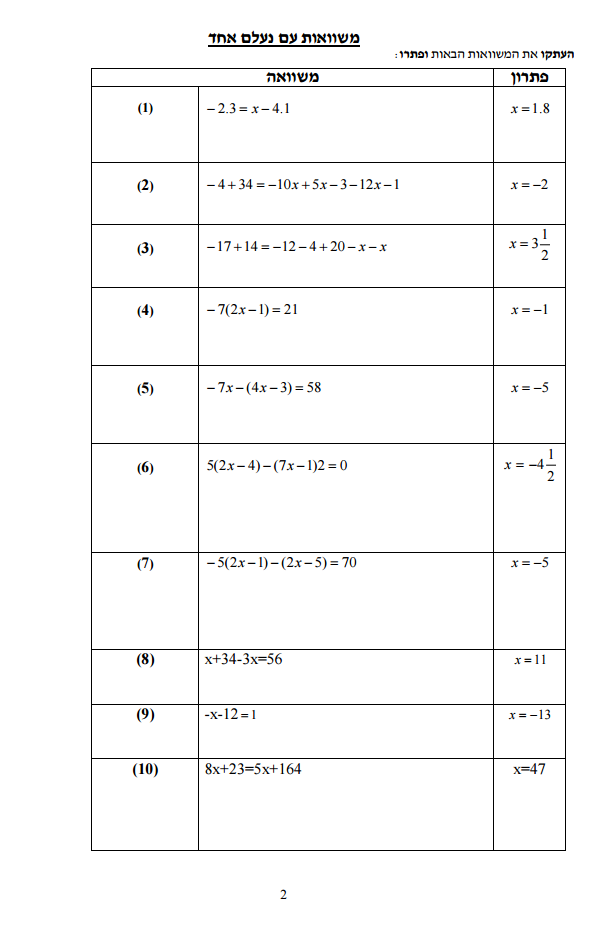 משוואות עם נעלם אחד
העתקו את המשוואות הבאות ופתרו :
משוואה פתרון
(1) − 2.3 = x − 4.1 x = 1.8
(2) − 4 + 34 = −10x + 5x − 3 − 12x − 1 x = −2
(3) − 17 + 14 = −12 − 4 + 20 − x − x x = 3 1/2
(4) − 7(2x − 1) = 21 x = −1
(5) − 7x − (4x − 3) = 58 x = −5
(6) 5(2x − 4) − (7x − 1)2 = 0 x = −4 1/2
(7) − 5(2x − 1) − (2x − 5) = 70 x = −5
(8) x+34-3x=56 x = 11
(9) -x-12 = 1 x = −13
(10) 8x+23=5x+164 x=47
2